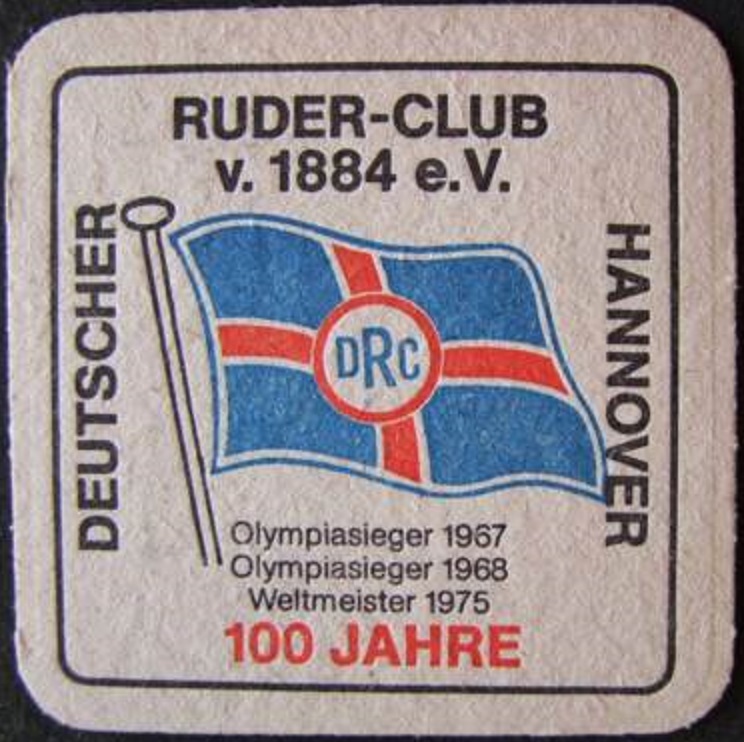 RUDER-CLUB
v. 1884 e.V.
DEUTSCHER
HANNOVER
DRC
Olympiasieger 1967
Olympiasieger 1968
Weltmeister 1975
100 JAHRE